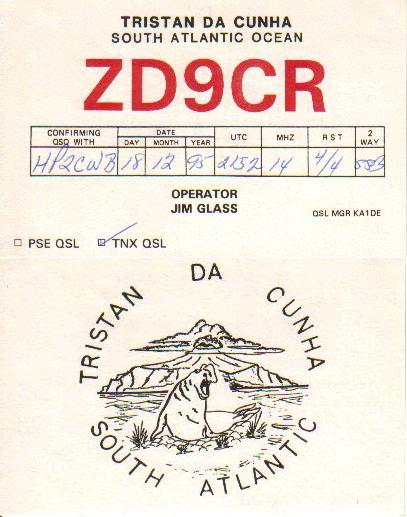 TRISTAN DA CUNHA
SOUTH ATLANTIC OCEAN
ZD9CR
CONFIRMING QSO WITH DATE DAY MONTH YEAR UTC MHZ R S T 2 WAY
HP2CWB 18 12 95 2152 14 4/4 SSB
OPERATOR
JIM GLASS
QSL MGR KA1DE
PSE QSL TNX QSL
TRISTAN DA CUNHA
SOUTH ATLANTIC